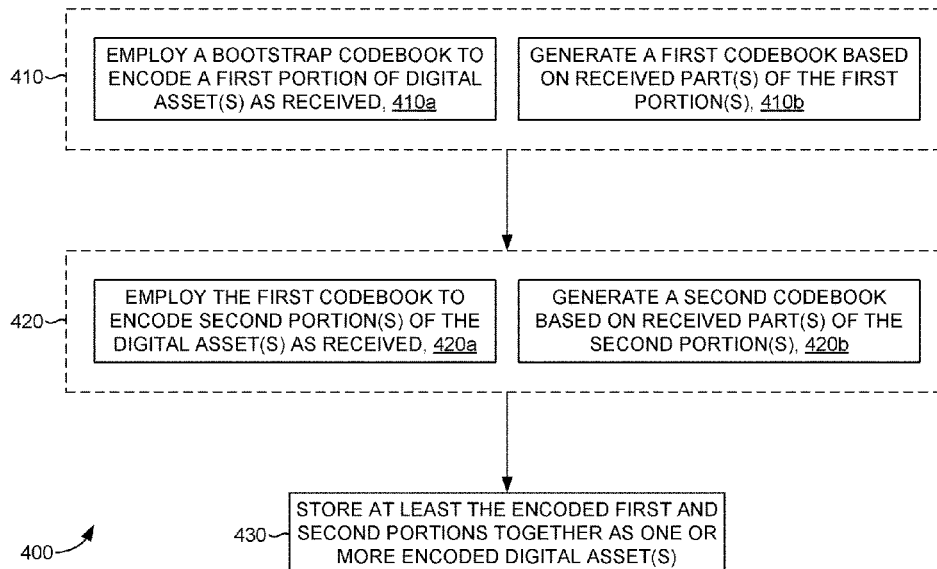 410
EMPLOY A BOOTSTRAP CODEBOOK TO
ENCODE A FIRST PORTION OF DIGITAL
ASSET(S) AS RECEIVED, 410a
GENERATE A FIRST CODEBOOK BASED
ON RECEIVED PART(S) OF THE FIRST
PORTION(S), 410b
420
EMPLOY THE FIRST CODEBOOK TO
ENCODE SECOND PORTION(S) OF THE
DIGITAL ASSET(S) AS RECEIVED, 420a
GENERATE A SECOND CODEBOOK
BASED ON RECEIVED PART(S) OF THE
SECOND PORTION(S), 420b
430
STORE AT LEAST THE ENCODED FIRST AND
SECOND PORTIONS TOGETHER AS ONE OR
MORE ENCODED DIGITAL ASSET(S)
400